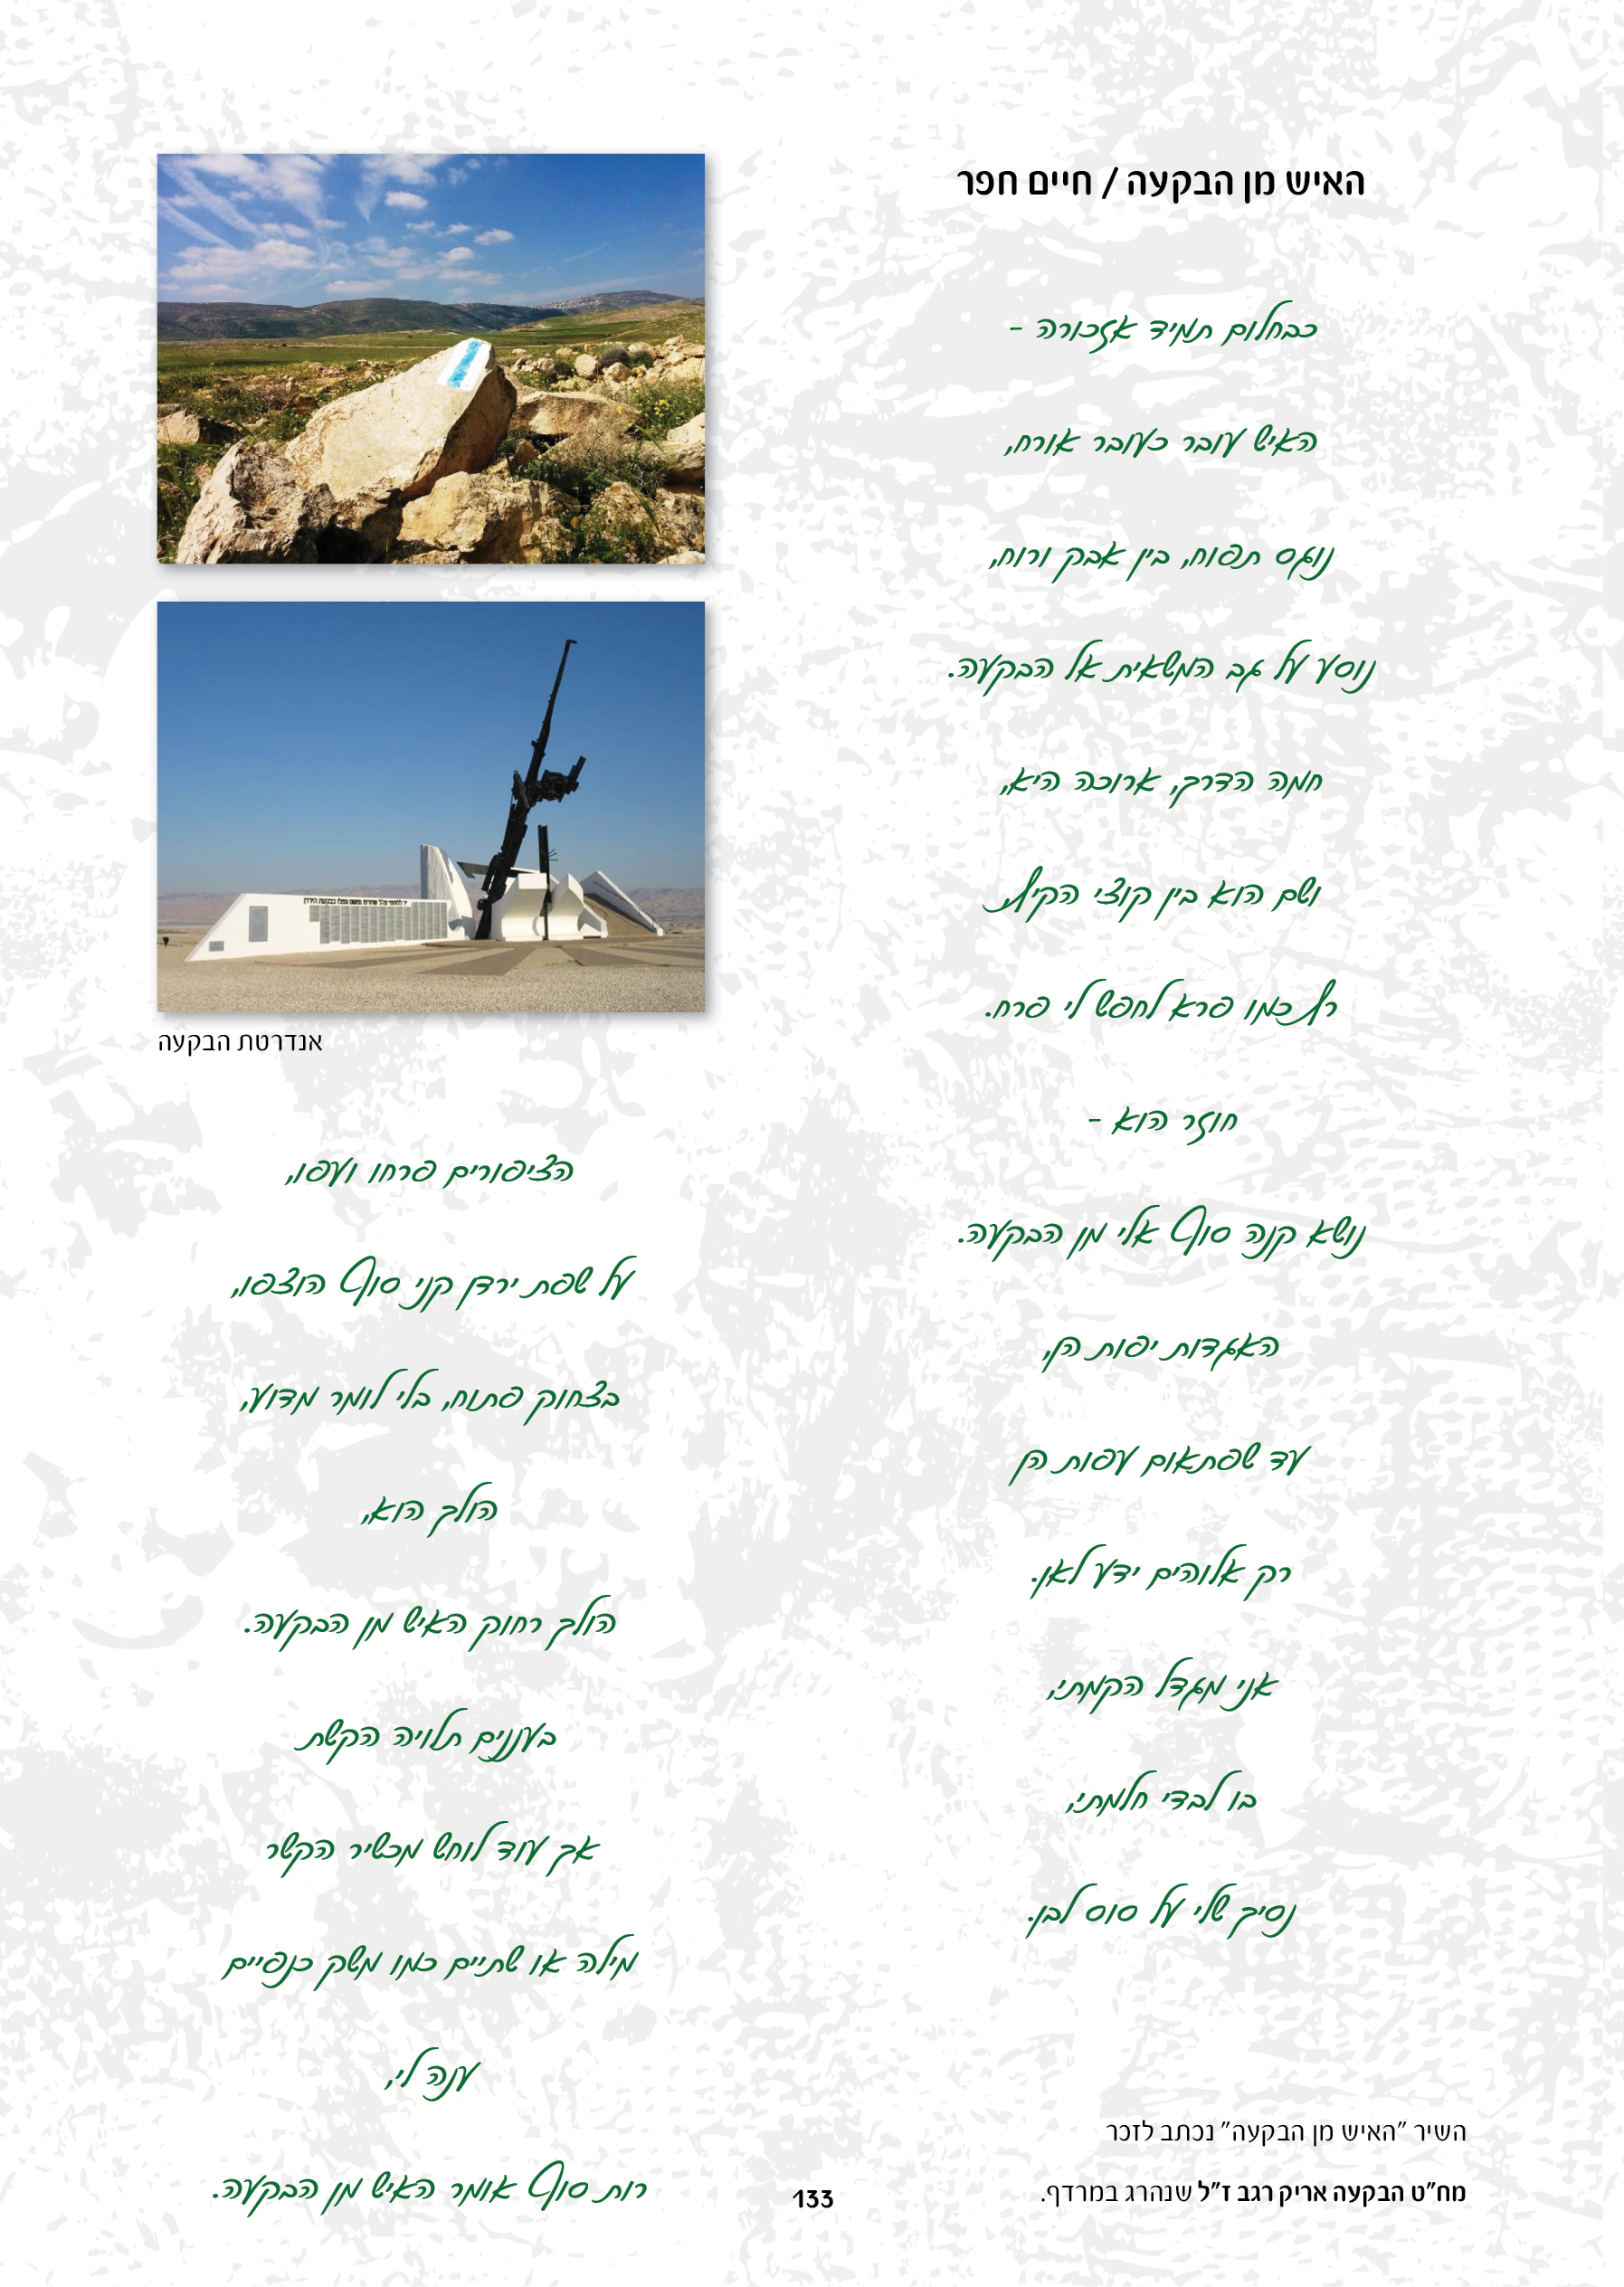 האיש מן הבקעה / חיים חפר
כבחלום תמיד אזכורה -
האיש עובר כעובר אורח,
נוגס תפוח, בין אבק ורוח,
נוסע על גב המשאית אל הבקעה.
חמה הדרך, ארוכה היא,
ושם הוא בין קוצי הקיץ,
רץ כמו פרא לחפש לי פרח.
חוזר הוא -
נושא קנה סוף אלי מן הבקעה.
האגדות יפות הן,
עד שפתאום עפות הן
רק אלוהים ידע לאן.
אני מגדל הקמתי,
בו לבדי חלמתי,
נסיך שלי על סוס לבן.
השיר "האיש מן הבקעה" נכתב לזכר
מח"ט הבקעה אריק רגב ז"ל שנהרג במרדף.
אנדרטת הבקעה
הציפורים פרחו ועפו,
על שפת ירדן קני סוף הוצפו,
בצחוק פתוח, בלי לומר מדוע,
הולך הוא,
הולך רחוק האיש מן הבקעה.
בעננים תלויה הקשת
אך עוד לוחש מכשיר הקשר
מילה או שתיים כמו משק כנפיים
ענה לי,
רות סוף אומר האיש מן הבקעה.
133